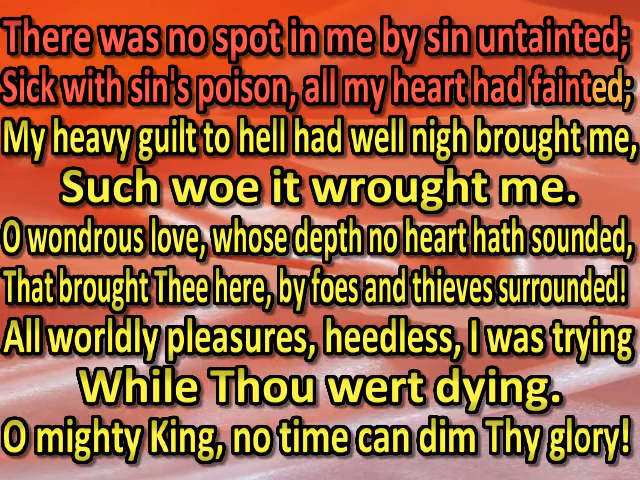 There was no spot in me by sin untainted;
Sick with sin's poison, all my heart had fainted;
My heavy guilt to hell had well nigh brought me,
Such woe it wrought me.
O wondrous love, whose depth no heart hath sounded,
That brought Thee here, by foes and thieves surrounded!
All worldly pleasures, heedless, I was trying
While Thou wert dying.
O mighty King, no time can dim Thy glory!